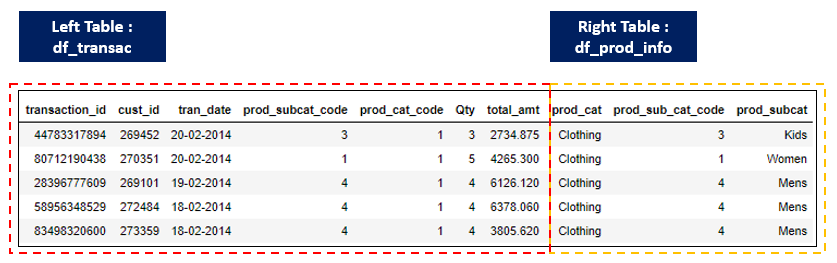 Left Table :
df_transac
Right Table :
df_prod_info
transaction_id cust_id tran_date prod_subcat_code prod_cat_code Qty total_amt prod_cat prod_sub_cat_code prod_subcat
44783317894 269452 20-02-2014 3 1 3 2734.875 Clothing 3 Kids
80712190438 270351 20-02-2014 1 1 5 4265.300 Clothing 1 Women
28396777609 269101 19-02-2014 4 1 4 6126.120 Clothing 4 Mens
58956348529 272484 18-02-2014 4 1 4 6378.060 Clothing 4 Mens
83498320600 273359 18-02-2014 4 1 4 3805.620 Clothing 4 Mens